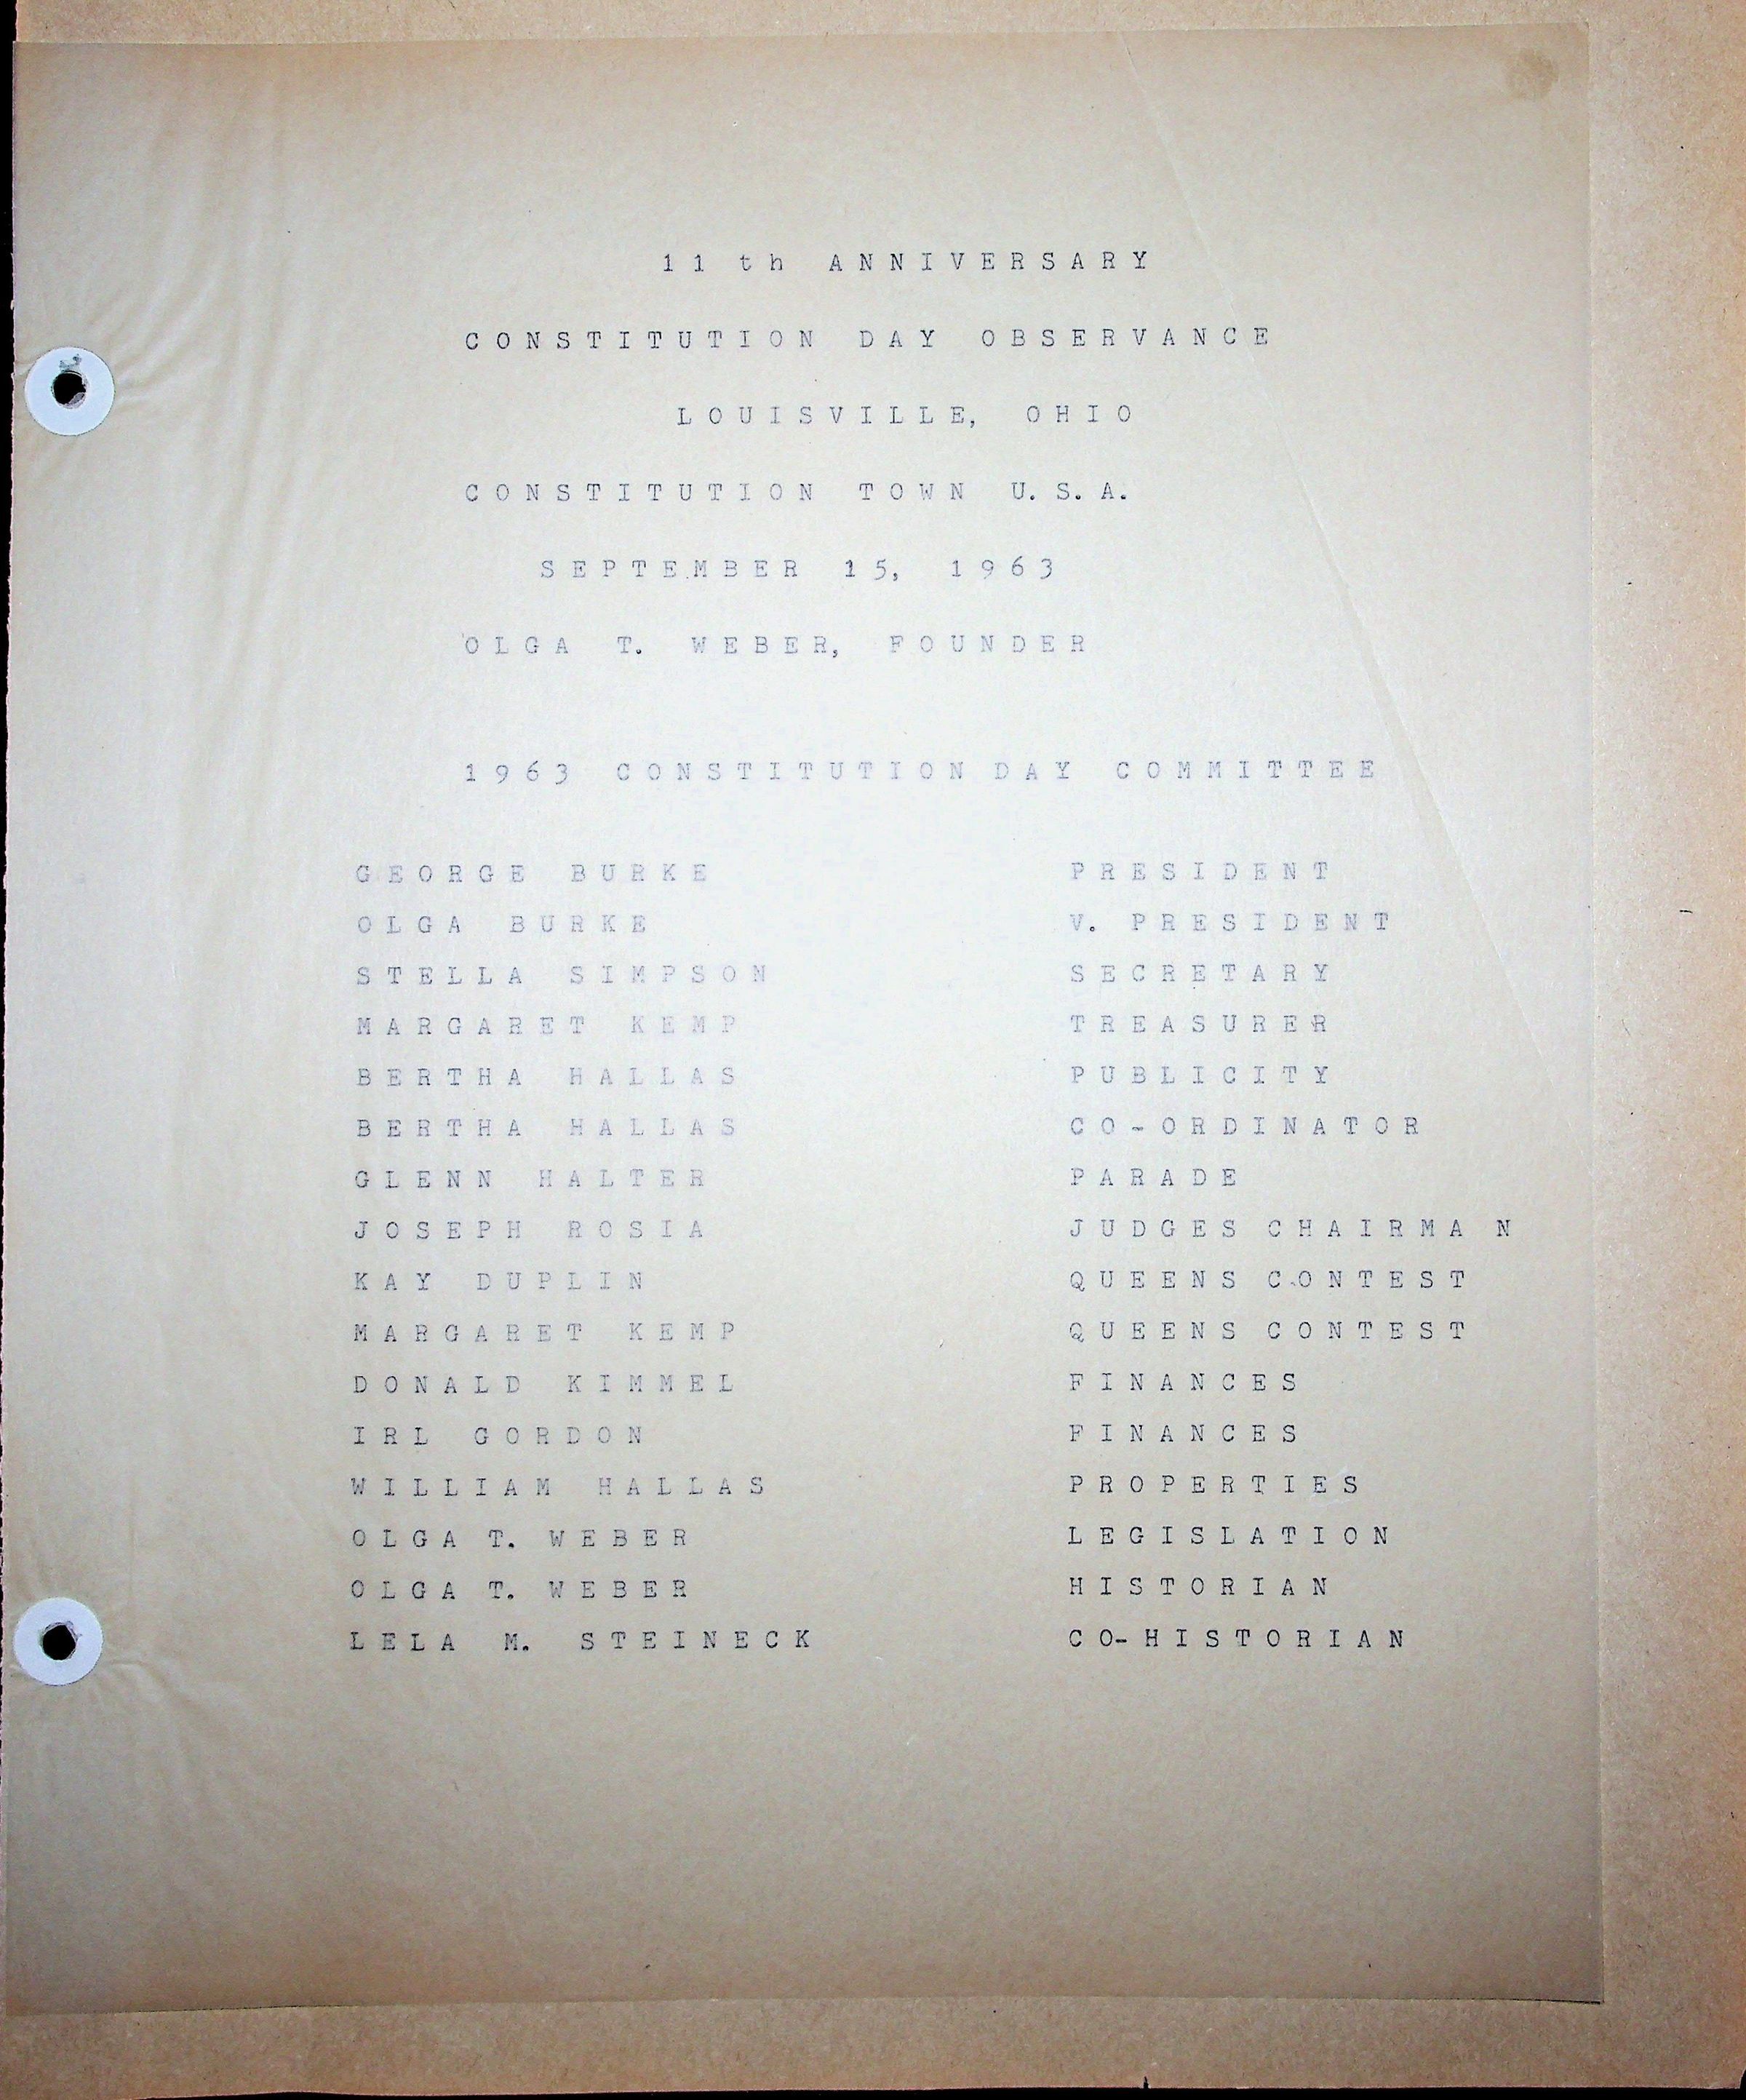 11 th ANNIVERSARY
CONSTITUTION DAY OBSERVANCE
LOUISVILLE, OHIO
CONSTITUTION TOWN U. S. A.
SEPTEMBER 15, 1963
OLGA T. WEBER, FOUNDER
1963 CONSTITUTION DAY COMMITTEE
GEORGE BURKE PRESIDENT
OLGA BURKE V. PRESIDENT
STELLA SIMPSON SECRETARY
MARGARET KEMP TREASURER
BERTHA HALLAS PUBLICITY
BERTHA HALLAS CO-ORDINATOR
GLENN HALTER PARADE
JOSEPH ROSIA JUDGES CHAIRMAN
KAY DUPLIN QUEENS CONTEST
MARGARET KEMP QUEENS CONTEST
DONALD KIMMEL FINANCES
IRL GORDON FINANCES
WILLIAM HALLAS PROPERTIES
OLGA T. WEBER LEGISLATION
OLGA T. WEBER HISTORIAN
LELA M. STEINECK CO-HISTORIAN